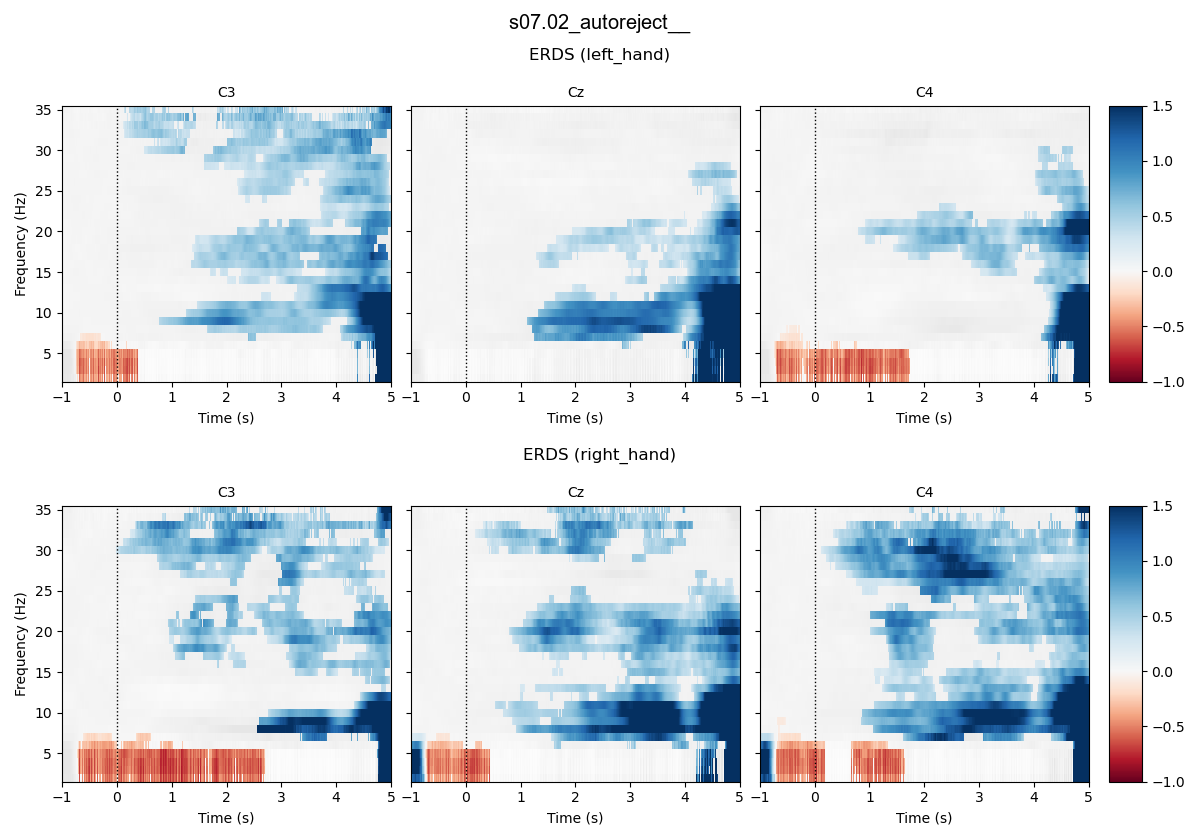 s07.02_autoreject__
ERDS (left_hand)
C3 Cz C4
Frequency (Hz)
35
30
25
20
15
10
5
−1 0 1 2 3 4 5
−1 0 1 2 3 4 5
−1 0 1 2 3 4 5
Time (s) Time (s) Time (s)
1.5
1.0
0.5
0.0
−0.5
−1.0
ERDS (right_hand)
C3 Cz C4
Frequency (Hz)
35
30
25
20
15
10
5
−1 0 1 2 3 4 5
−1 0 1 2 3 4 5
−1 0 1 2 3 4 5
Time (s) Time (s) Time (s)
1.5
1.0
0.5
0.0
−0.5
−1.0